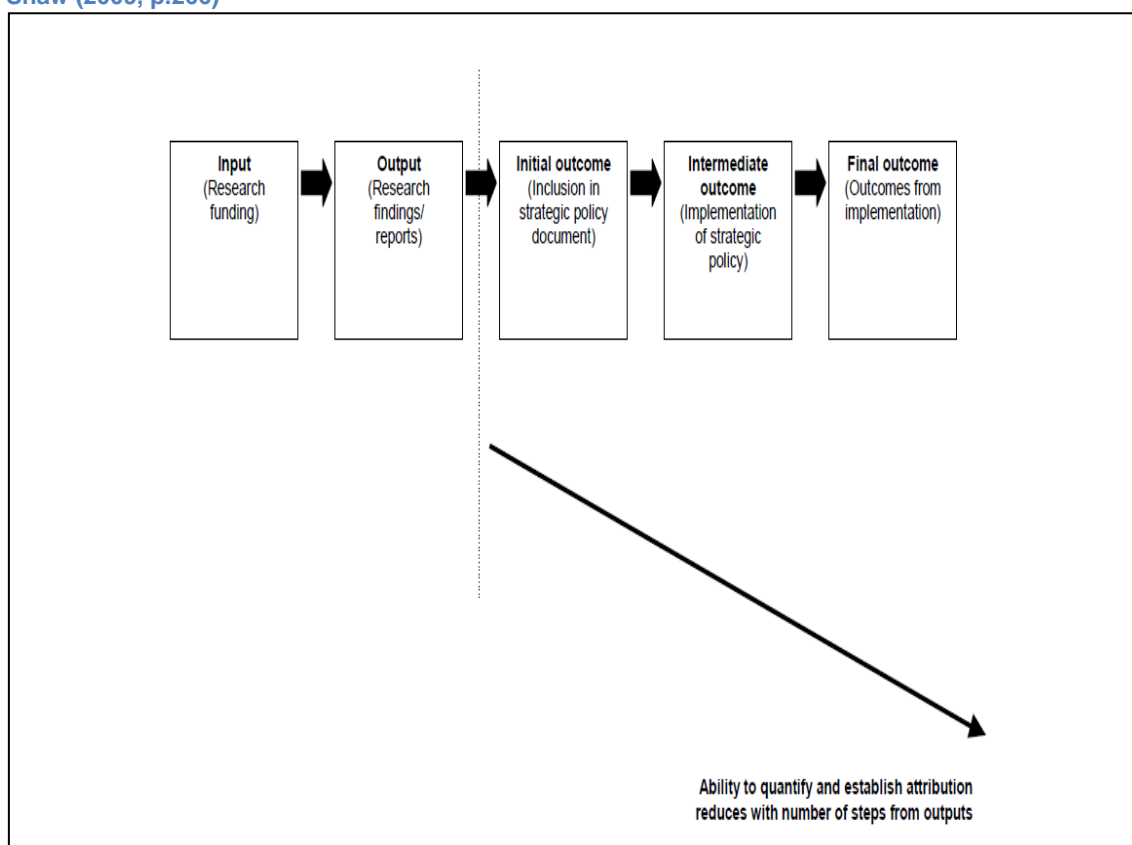 Input
(Research
funding)
Output
(Research
findings/
reports)
Initial outcome
(Inclusion in
strategic policy
document)
Intermediate
outcome
(Implementation
of strategic
policy)
Final outcome
(Outcomes from
implementation)
Ability to quantify and establish attribution
reduces with number of steps from outputs